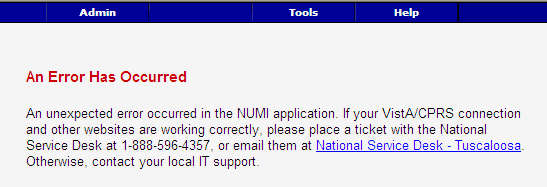 Admin Tools Help
An Error Has Occurred
An unexpected error occurred in the NUMI application. If your VistA/CPRS connection
and other websites are working correctly, please place a ticket with the National
Service Desk at 1-888-596-4357, or email them at National Service Desk - Tuscaloosa.
Otherwise, contact your local IT support.